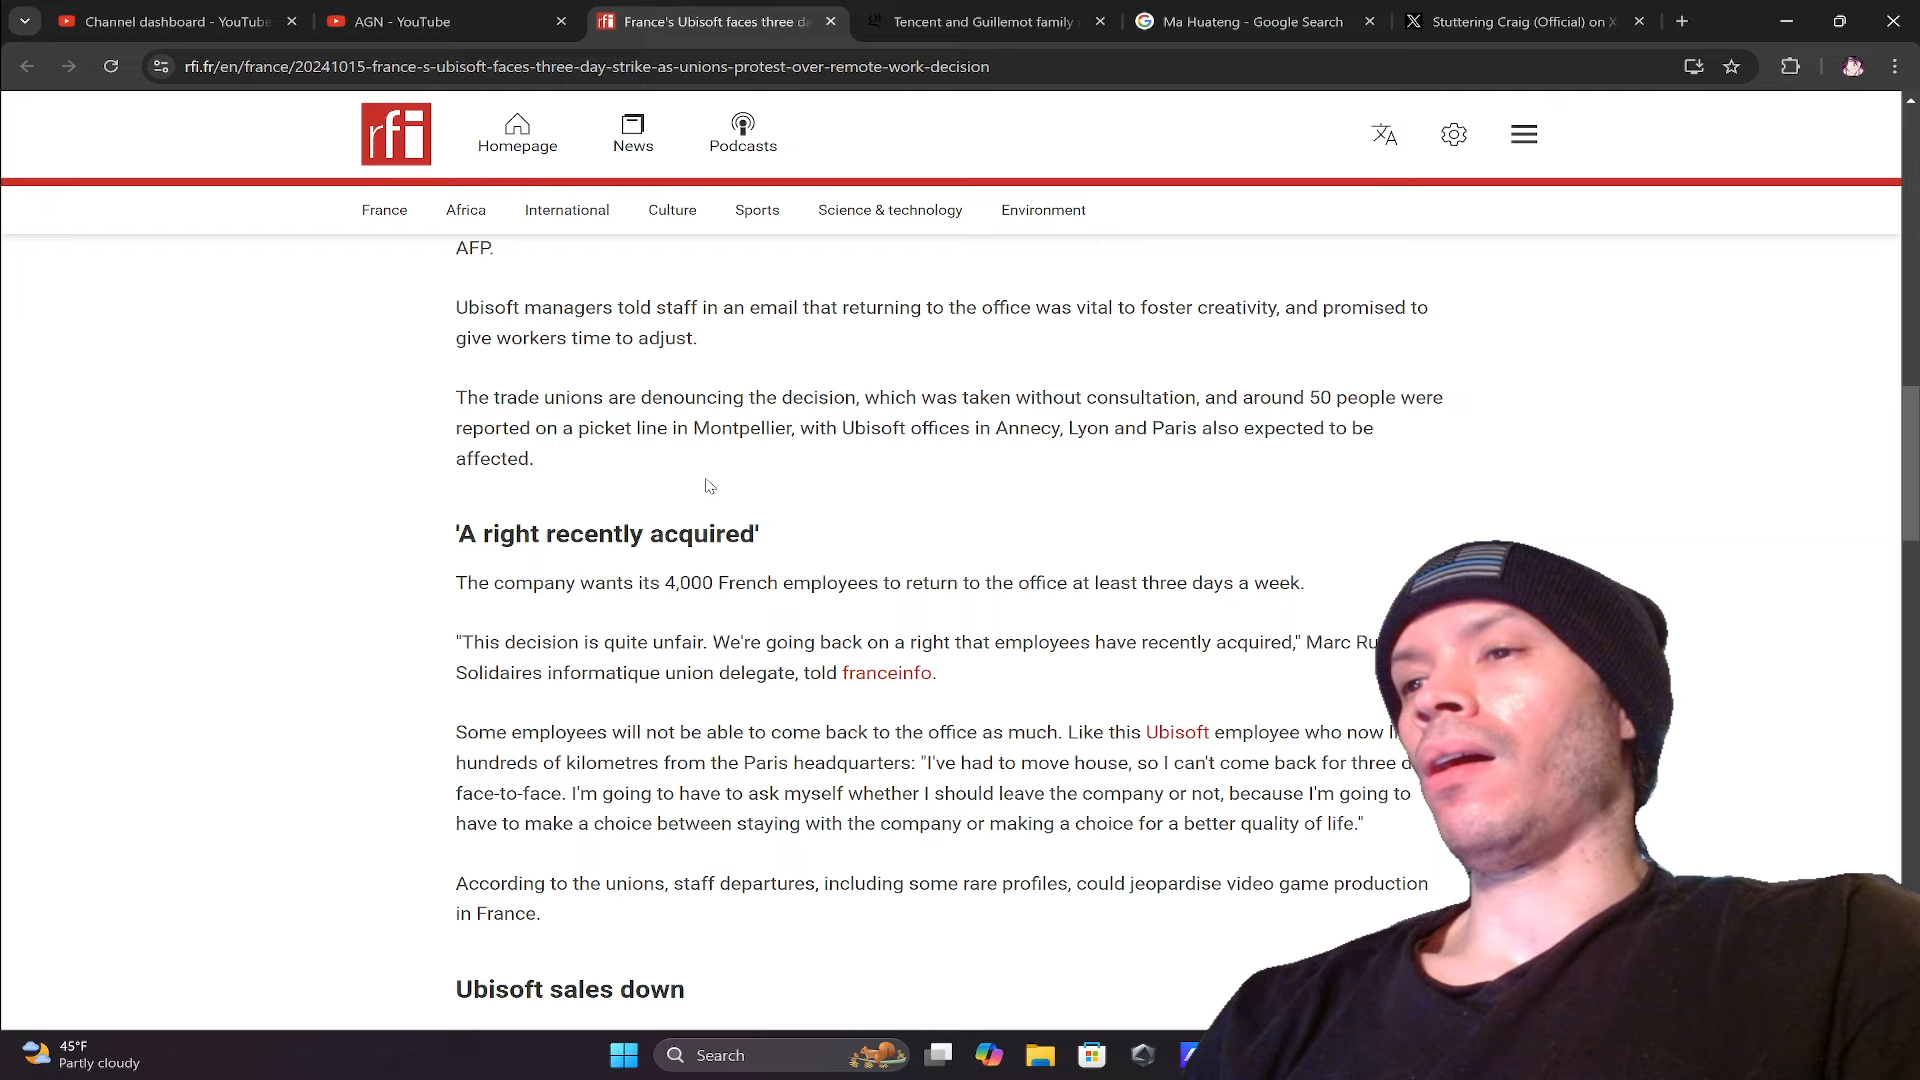 Channel dashboard - YouTube
AGN - YouTube
France's Ubisoft faces three da
Tencent and Guillemot family
Ma Huateng - Google Search
Stuttering Craig (Official) on X
rfi.fr/en/france/20241015-france-s-ubisoft-faces-three-day-strike-as-unions-protest-over-remote-work-decision
rfi
Homepage
News
Podcasts
France
Africa
International
Culture
Sports
Science & technology
Environment
AFP.
Ubisoft managers told staff in an email that returning to the office was vital to foster creativity, and promised to
give workers time to adjust.
The trade unions are denouncing the decision, which was taken without consultation, and around 50 people were
reported on a picket line in Montpellier, with Ubisoft offices in Annecy, Lyon and Paris also expected to be
affected.
'A right recently acquired'
The company wants its 4,000 French employees to return to the office at least three days a week.
"This decision is quite unfair. We're going back on a right that employees have recently acquired," Marc Ru
Solidaires informatique union delegate, told franceinfo.
Some employees will not be able to come back to the office as much. Like this Ubisoft employee who now
hundreds of kilometres from the Paris headquarters: "I've had to move house, so I can't come back for three d
face-to-face. I'm going to have to ask myself whether I should leave the company or not, because I'm going to
have to make a choice between staying with the company or making a choice for a better quality of life."
According to the unions, staff departures, including some rare profiles, could jeopardise video game production
in France.
Ubisoft sales down
45°F
Partly cloudy
Search